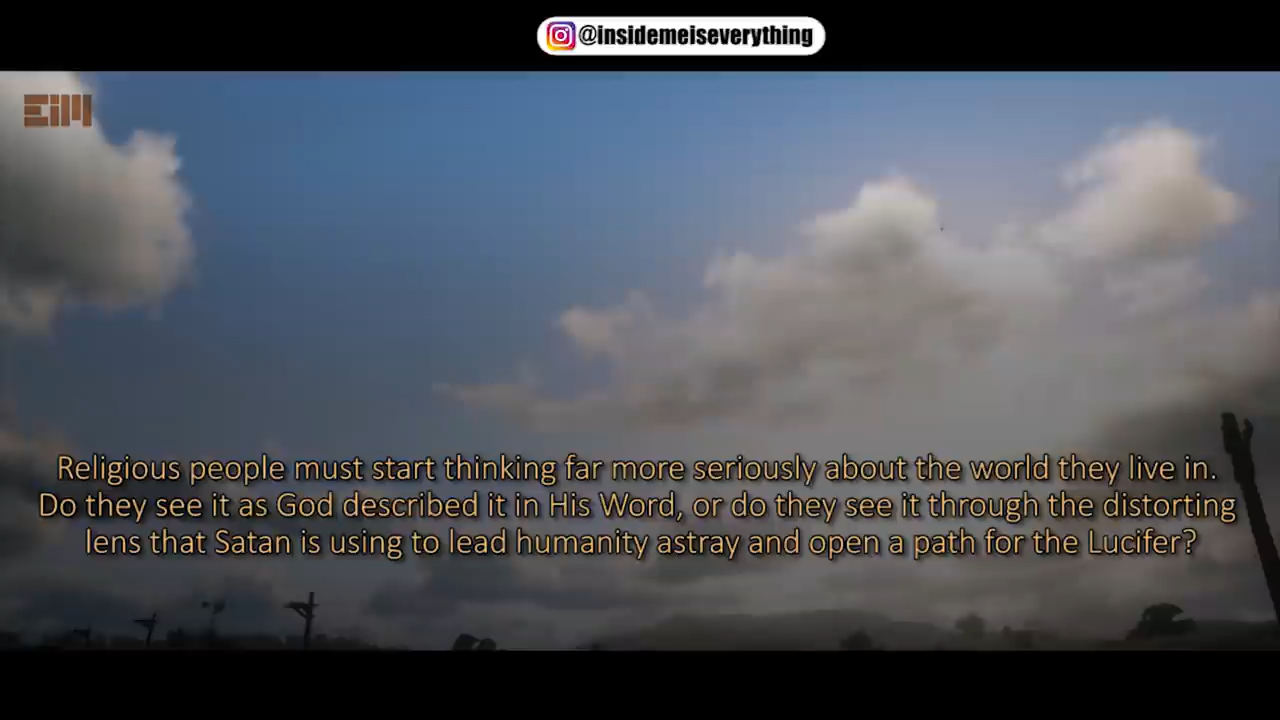 @insidemeiseverything
EiM
Religious people must start thinking far more seriously about the world they live in.
Do they see it as God described it in His Word, or do they see it through the distorting
lens that Satan is using to lead humanity astray and open a path for the Lucifer?